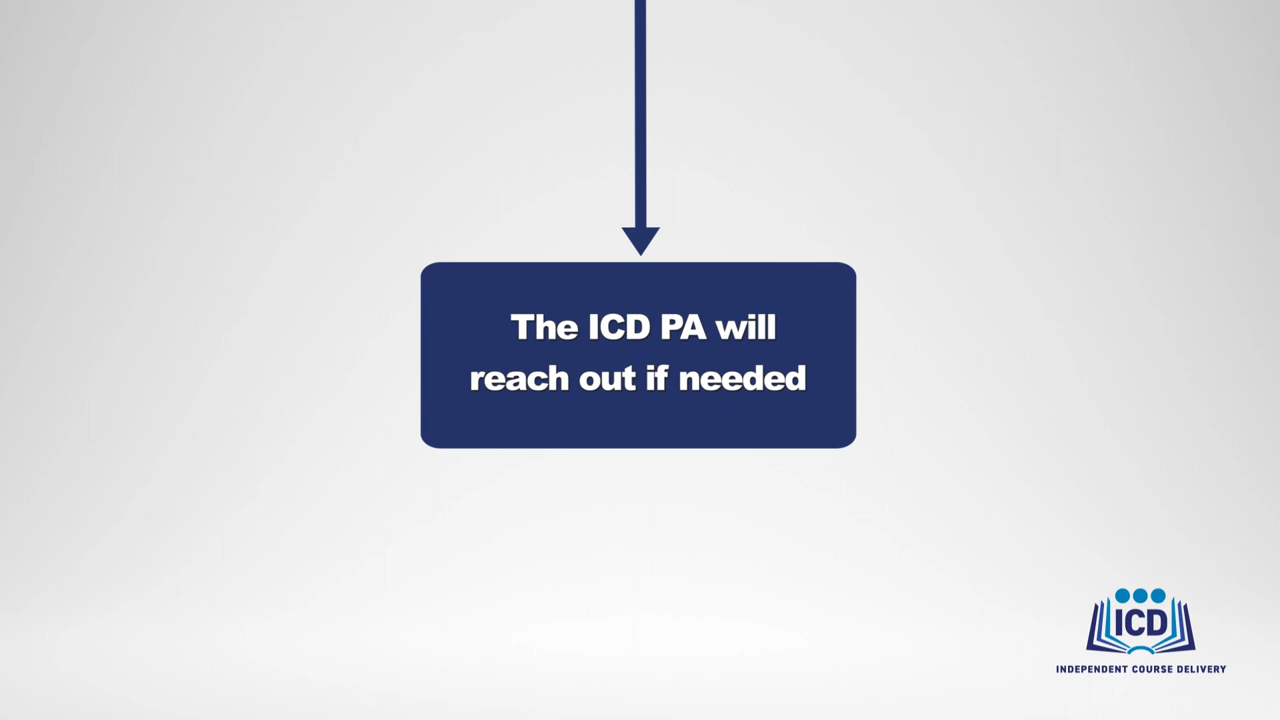 The ICD PA will
reach out if needed
ICD
INDEPENDENT COURSE DELIVERY